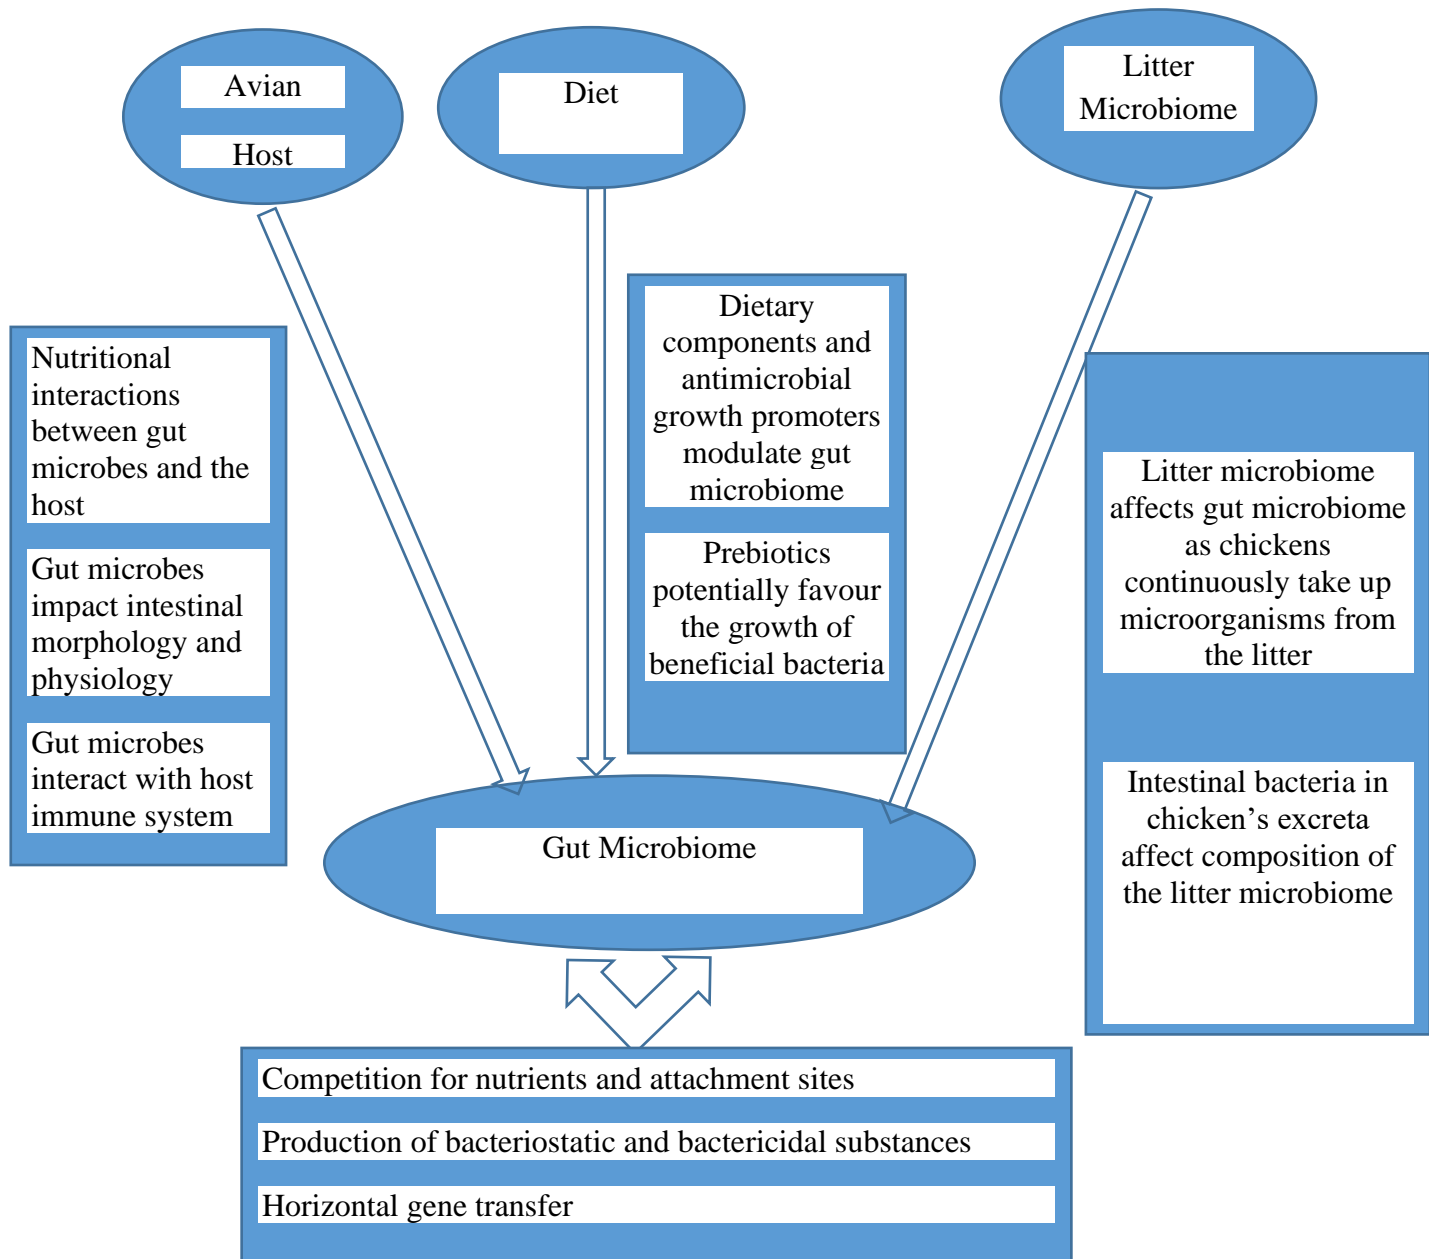 Avian
Host
Diet
Litter
Microbiome
Nutritional
interactions
between gut
microbes and the
host
Gut microbes
impact intestinal
morphology and
physiology
Gut microbes
interact with host
immune system
Dietary
components and
antimicrobial
growth promoters
modulate gut
microbiome
Prebiotics
potentially favour
the growth of
beneficial bacteria
Litter microbiome
affects gut microbiome
as chickens
continuously take up
microorganisms from
the litter
Intestinal bacteria in
chicken’s excreta
affect composition of
the litter microbiome
Gut Microbiome
Competition for nutrients and attachment sites
Production of bacteriostatic and bactericidal substances
Horizontal gene transfer